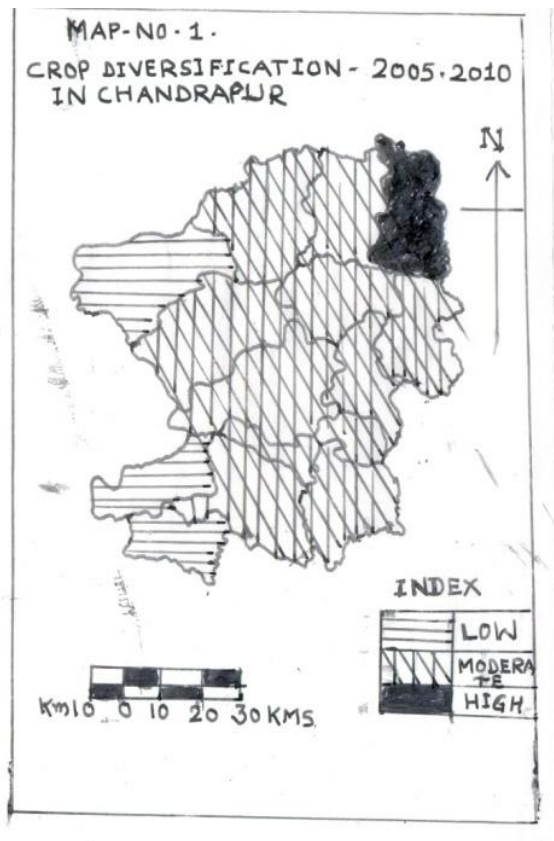 MAP-NO.1.
CROP DIVERSIFICATION - 2005.2010
IN CHANDRAPUR
N
INDEX
LOW
MODERA
TE
HIGH
Km10 0 10 20 30 KMS